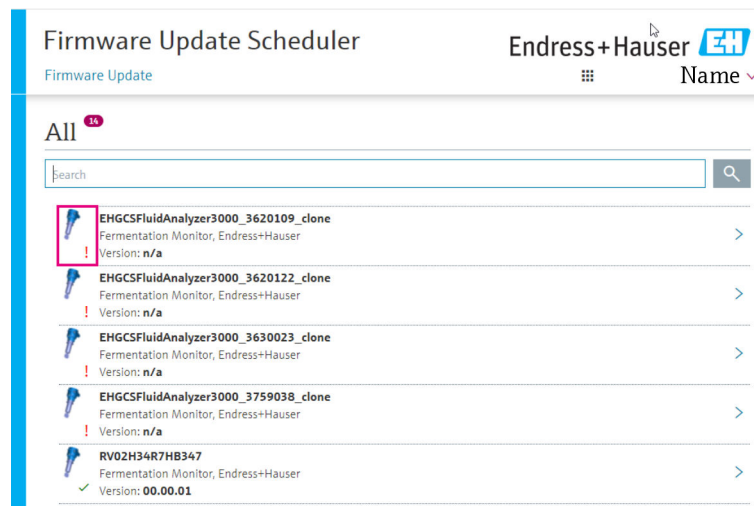 Firmware Update Scheduler
Endress+Hauser EH
Firmware Update
Name
All 14
Search
EHGCSFluidAnalyzer3000_3620109_clone
Fermentation Monitor, Endress+Hauser
! Version: n/a
EHGCSFluidAnalyzer3000_3620122_clone
Fermentation Monitor, Endress+Hauser
! Version: n/a
EHGCSFluidAnalyzer3000_3630023_clone
Fermentation Monitor, Endress+Hauser
! Version: n/a
EHGCSFluidAnalyzer3000_3759038_clone
Fermentation Monitor, Endress+Hauser
! Version: n/a
RV02H34R7HB347
Fermentation Monitor, Endress+Hauser
Version: 00.00.01